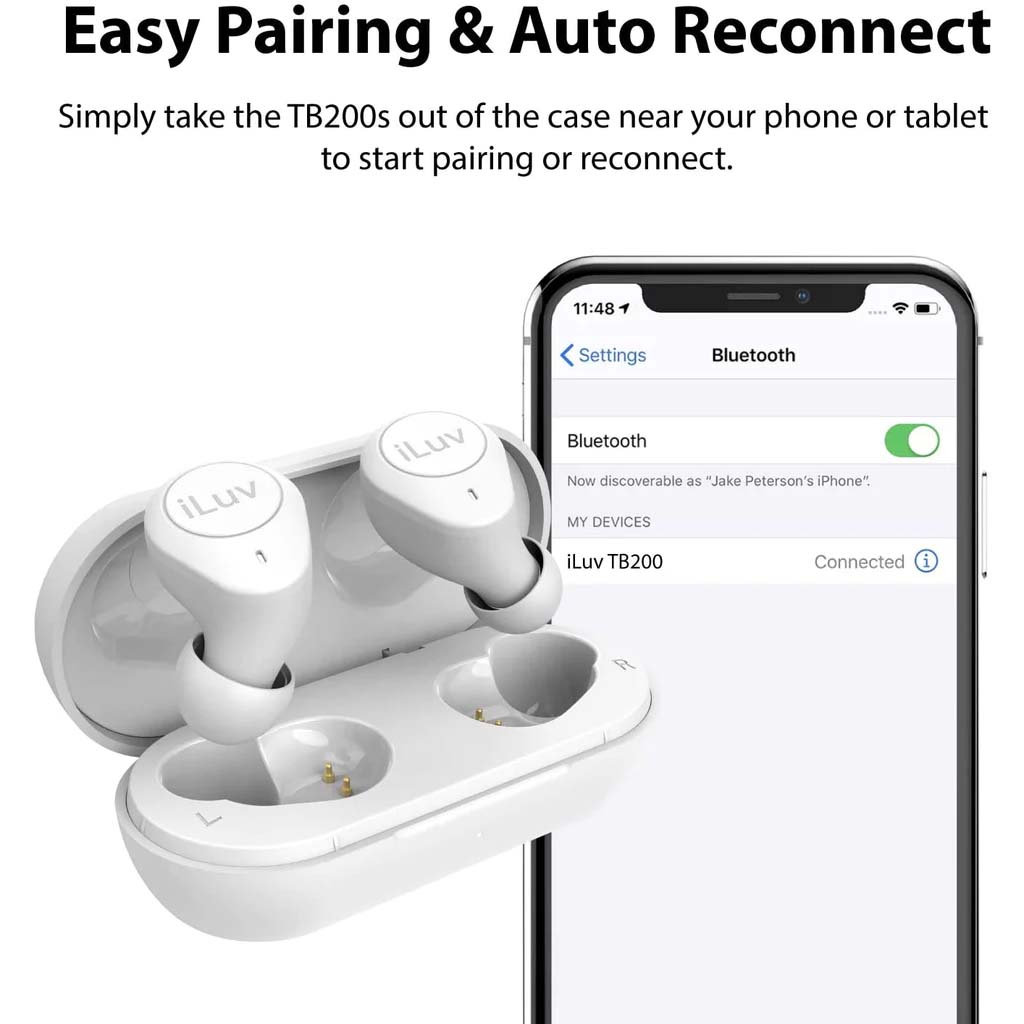 Easy Pairing & Auto Reconnect
Simply take the TB200s out of the case near your phone or tablet
to start pairing or reconnect.
11:48
Settings
Bluetooth
Bluetooth
Now discoverable as “Jake Peterson’s iPhone”.
MY DEVICES
iLuv TB200
Connected
iLuv
iLuv
R
L